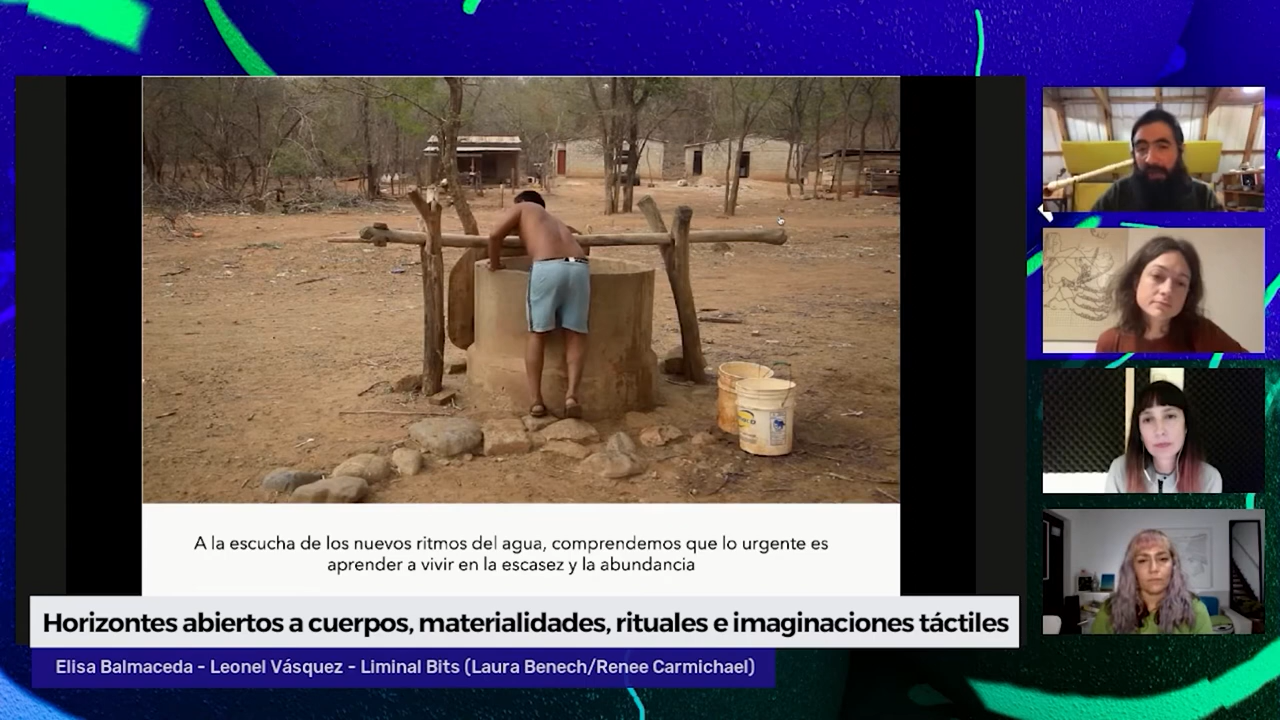 A la escucha de los nuevos ritmos del agua, comprendemos que lo urgente es
aprender a vivir en la escasez y la abundancia
Horizontes abiertos a cuerpos, materialidades, rituales e imaginaciones táctiles
Elisa Balmaceda - Leonel Vásquez - Liminal Bits (Laura Benech/Renee Carmichael)